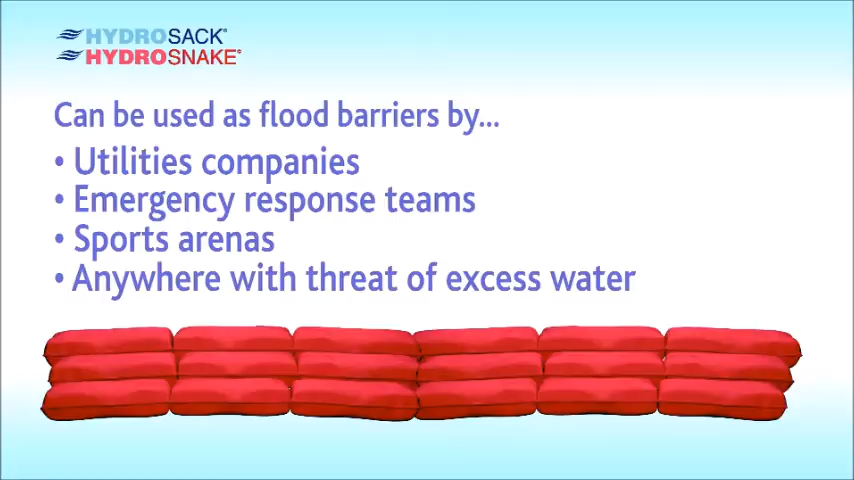 HYDROSACK®
HYDROSNAKE®
Can be used as flood barriers by...
• Utilities companies
• Emergency response teams
• Sports arenas
• Anywhere with threat of excess water